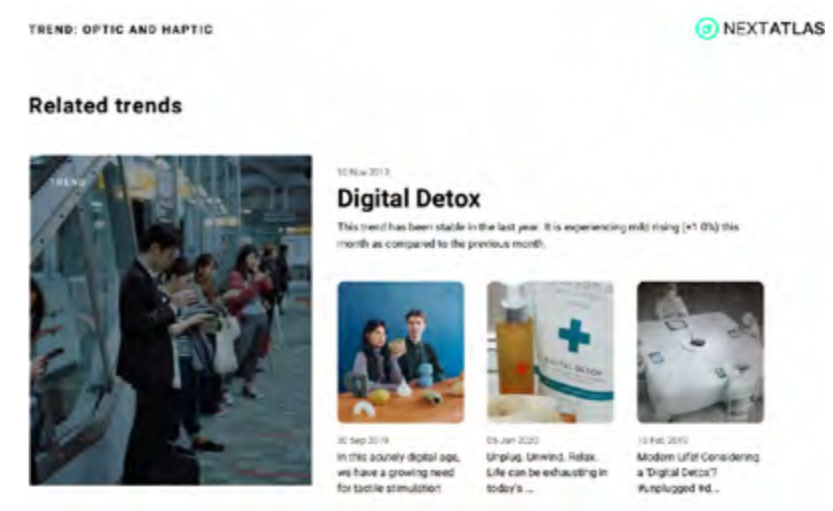 TREND: OPTIC AND HAPTIC
NEXTATLAS
Related trends
TREND
10 Nov
Digital Detox
This trend has been stable in the last year. It is experiencing mild rising (+1.0%) this
month as compared to the previous month.
DIGITAL DETOX
30 Sep 2019
In this acutely digital age,
we have a growing need
for tactile stimulation
05 Jan 2020
Unplug. Unwind. Relax.
Life can be exhausting in
today's ...
10 Feb
Modern Life! Considering
a 'Digital Detox'?
#unplugged #d...